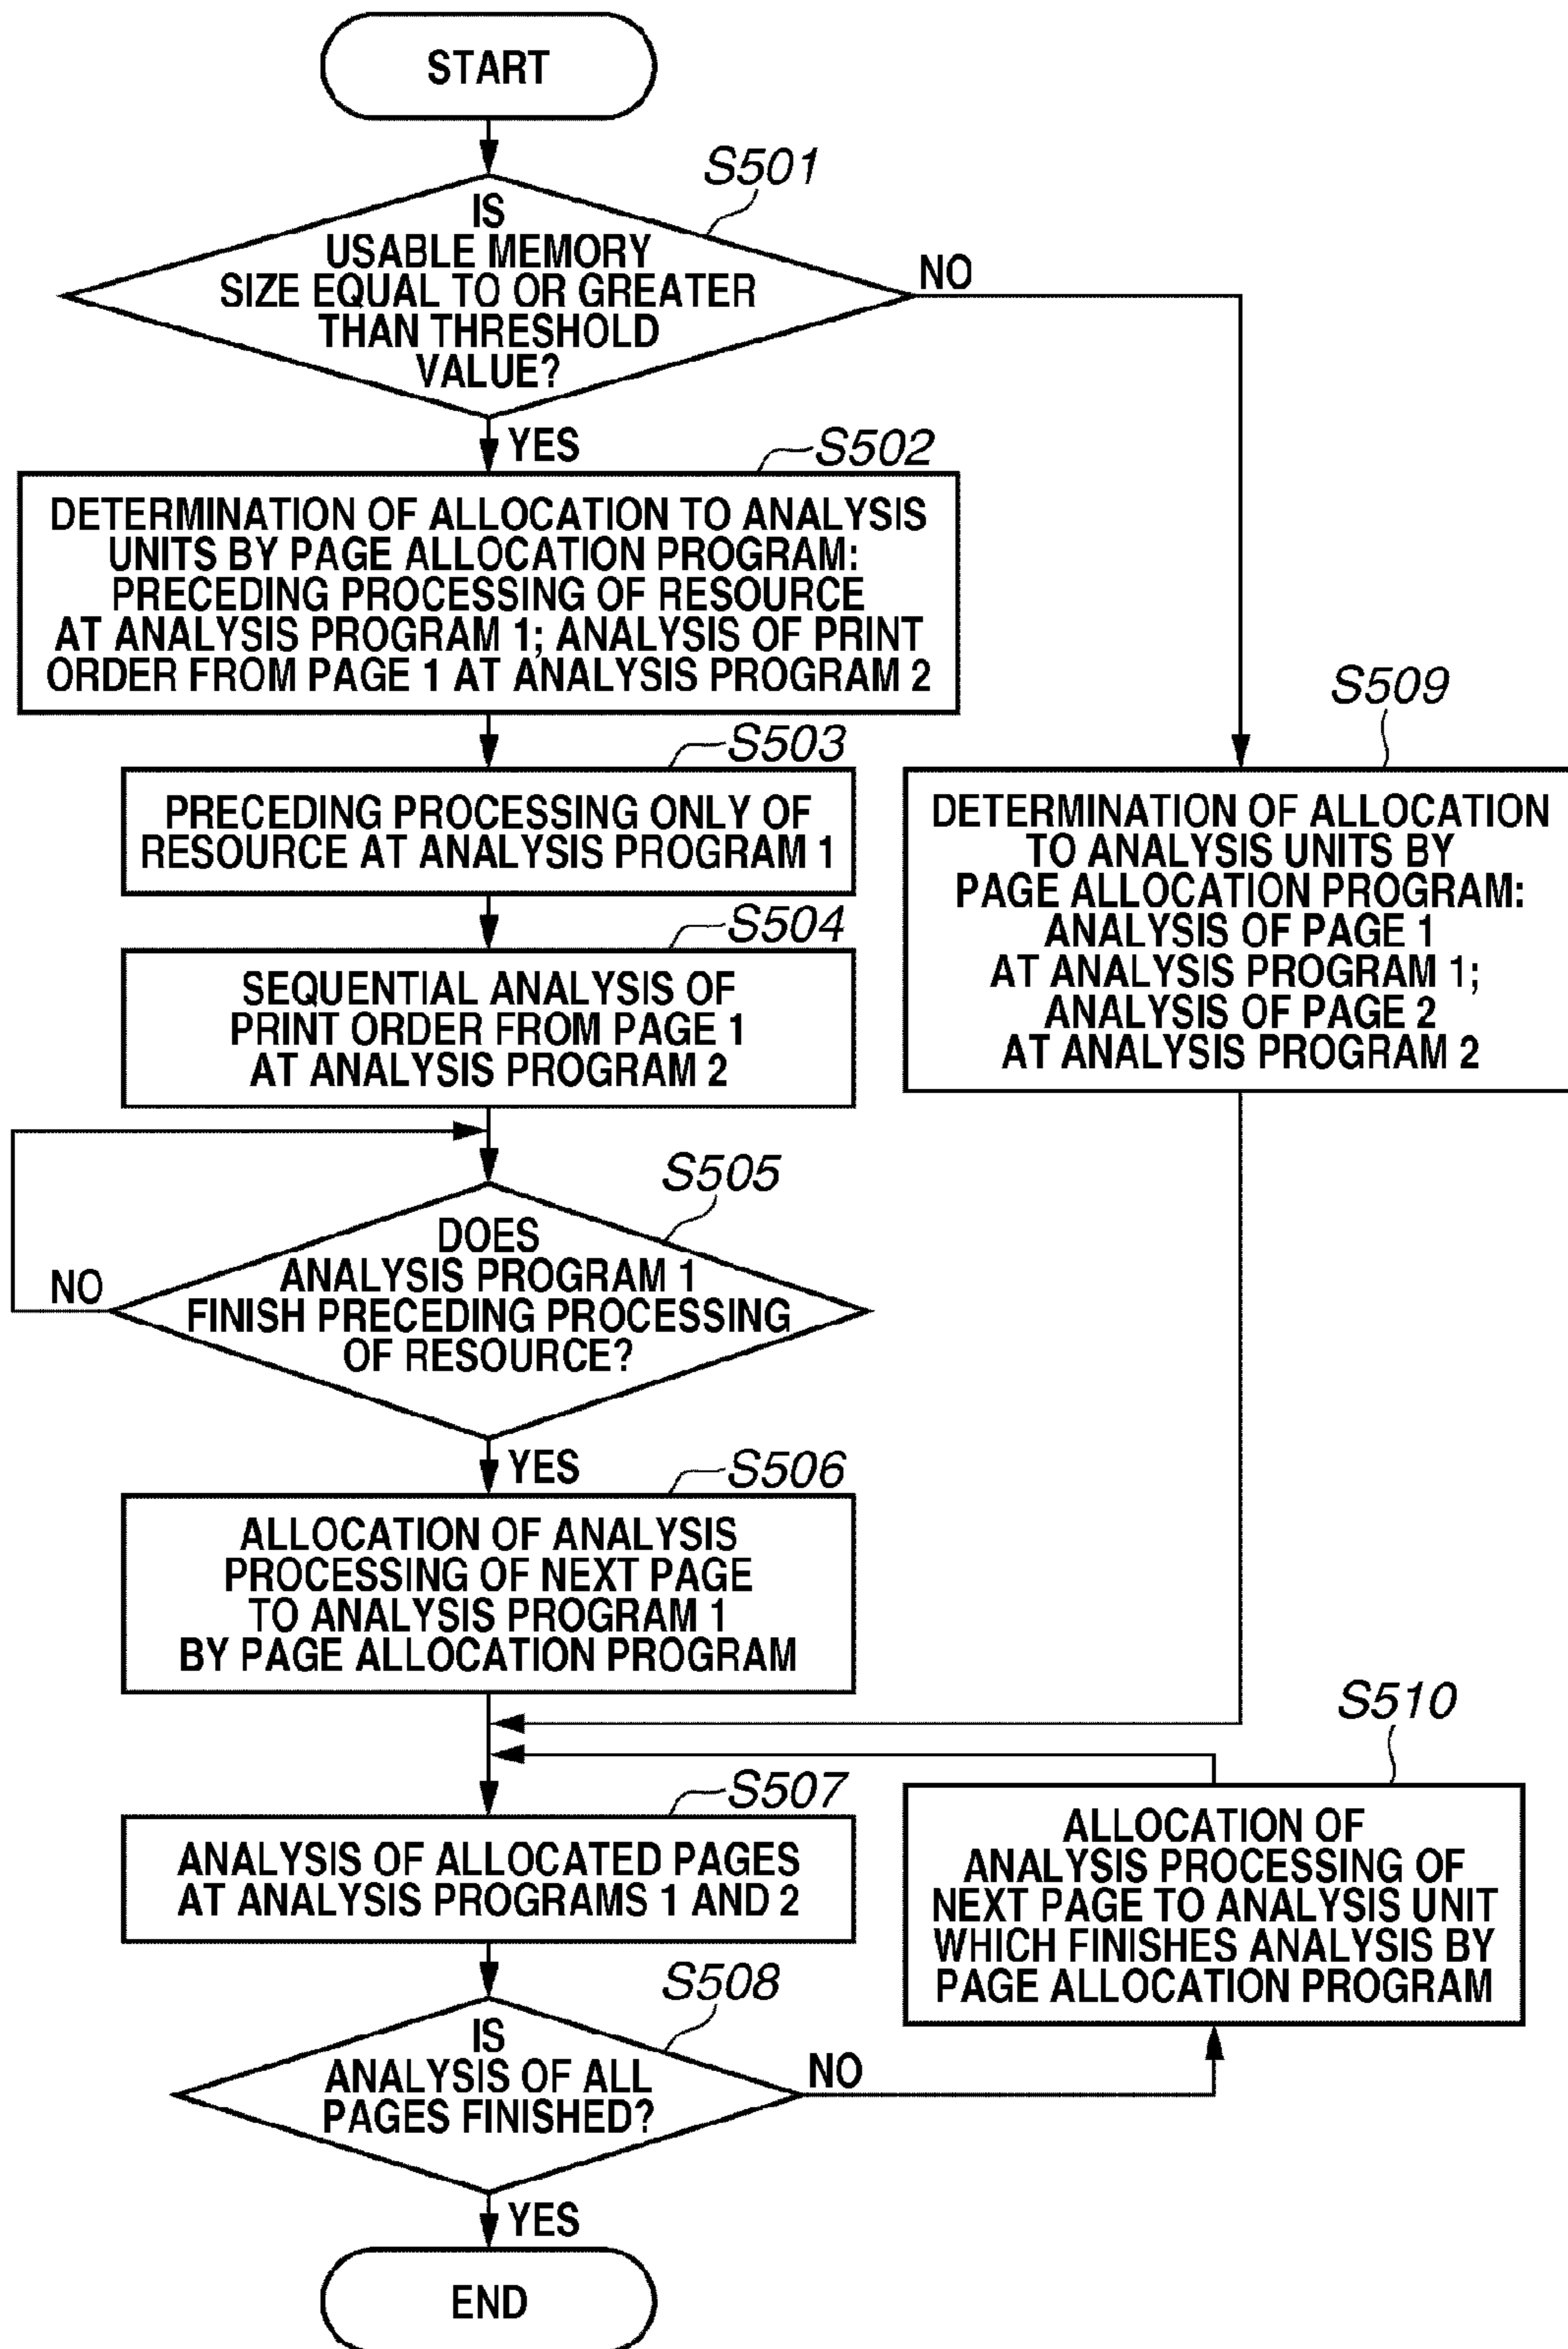 START
S501
IS
USABLE MEMORY
SIZE EQUAL TO OR GREATER
THAN THRESHOLD
VALUE?
NO
YES
S502
DETERMINATION OF ALLOCATION TO ANALYSIS
UNITS BY PAGE ALLOCATION PROGRAM:
PRECEDING PROCESSING OF RESOURCE
AT ANALYSIS PROGRAM 1; ANALYSIS OF PRINT
ORDER FROM PAGE 1 AT ANALYSIS PROGRAM 2
S503
PRECEDING PROCESSING ONLY OF
RESOURCE AT ANALYSIS PROGRAM 1
S509
DETERMINATION OF ALLOCATION
TO ANALYSIS UNITS BY
PAGE ALLOCATION PROGRAM:
ANALYSIS OF PAGE 1
AT ANALYSIS PROGRAM 1;
ANALYSIS OF PAGE 2
AT ANALYSIS PROGRAM 2
S504
SEQUENTIAL ANALYSIS OF
PRINT ORDER FROM PAGE 1
AT ANALYSIS PROGRAM 2
S505
DOES
ANALYSIS PROGRAM 1
FINISH PRECEDING PROCESSING
OF RESOURCE?
NO
YES
S506
ALLOCATION OF ANALYSIS
PROCESSING OF NEXT PAGE
TO ANALYSIS PROGRAM 1
BY PAGE ALLOCATION PROGRAM
S507
ANALYSIS OF ALLOCATED PAGES
AT ANALYSIS PROGRAMS 1 AND 2
S510
ALLOCATION OF
ANALYSIS PROCESSING OF
NEXT PAGE TO ANALYSIS UNIT
WHICH FINISHES ANALYSIS BY
PAGE ALLOCATION PROGRAM
S508
IS
ANALYSIS OF ALL
PAGES FINISHED?
NO
YES
END